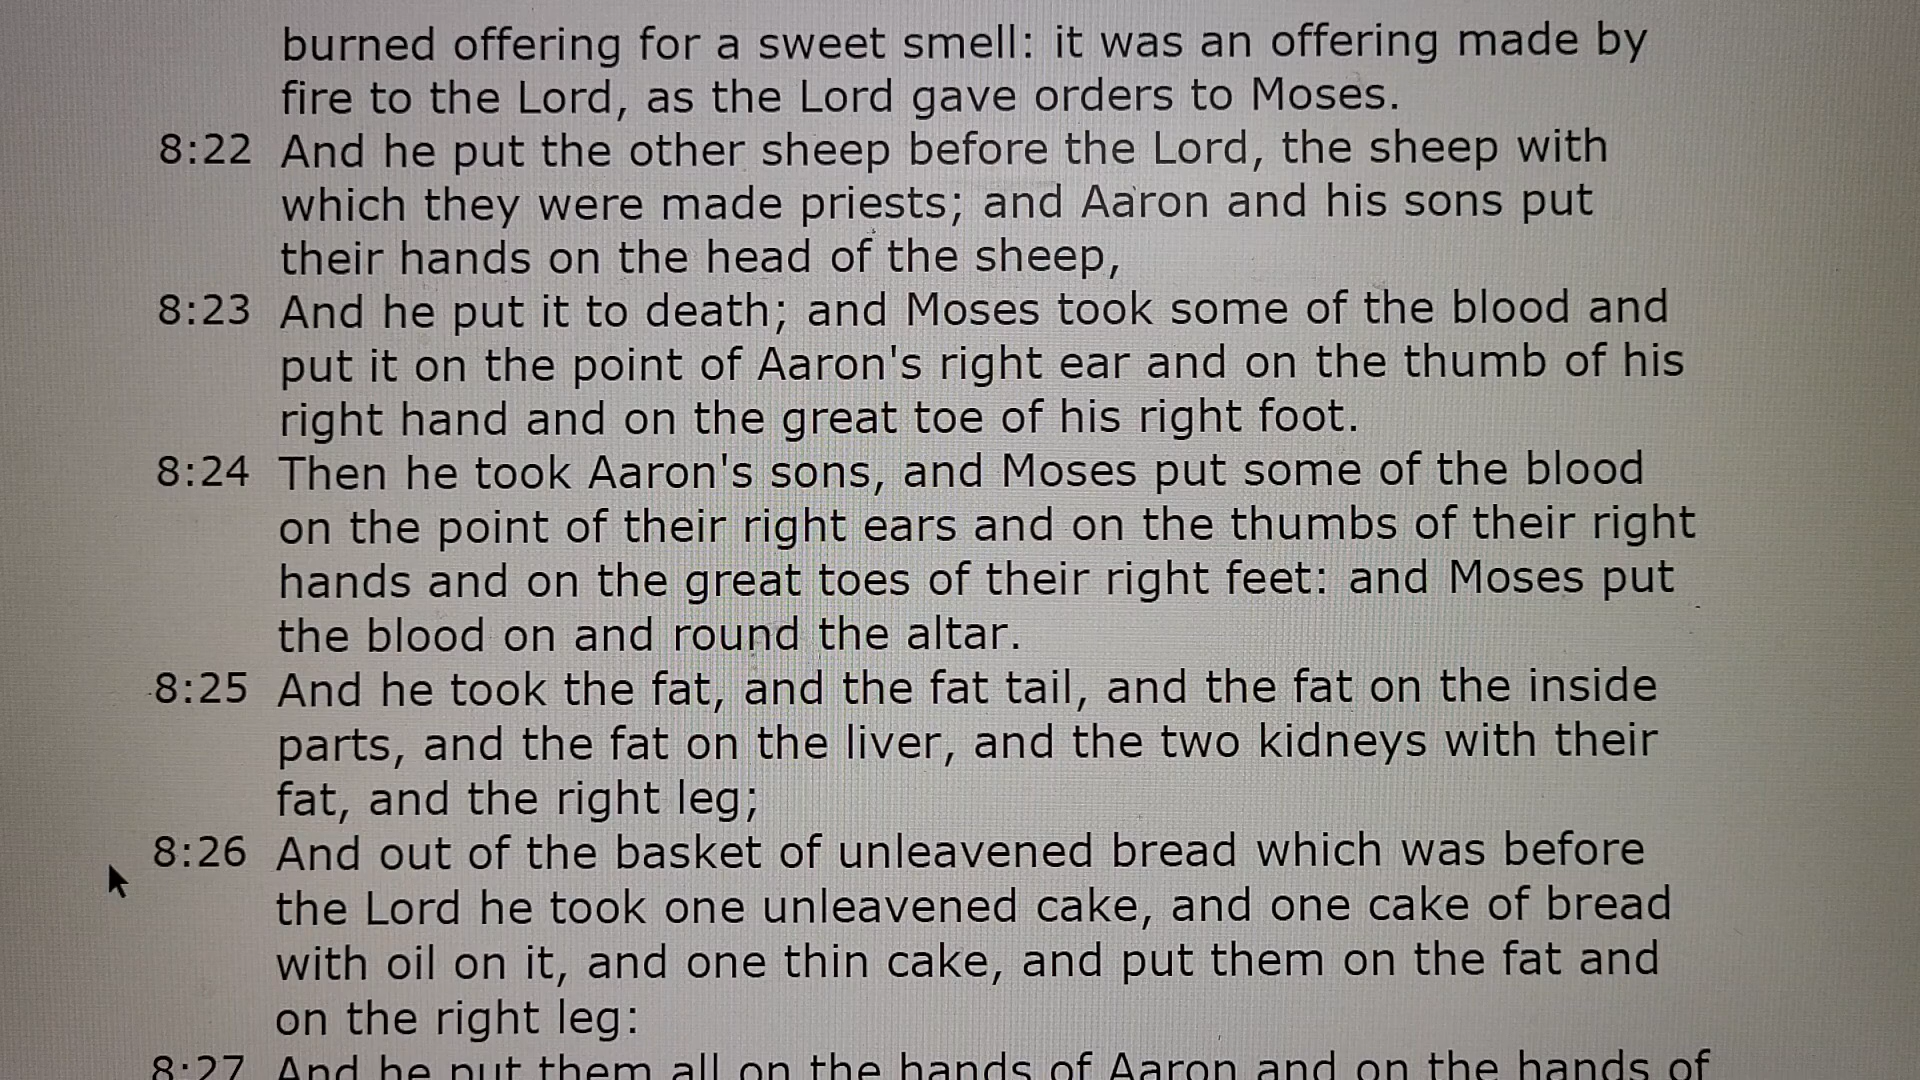 burned offering for a sweet smell: it was an offering made by
fire to the Lord, as the Lord gave orders to Moses.
8:22 And he put the other sheep before the Lord, the sheep with
which they were made priests; and Aaron and his sons put
their hands on the head of the sheep,
8:23 And he put it to death; and Moses took some of the blood and
put it on the point of Aaron's right ear and on the thumb of his
right hand and on the great toe of his right foot.
8:24 Then he took Aaron's sons, and Moses put some of the blood
on the point of their right ears and on the thumbs of their right
hands and on the great toes of their right feet: and Moses put
the blood on and round the altar.
8:25 And he took the fat, and the fat tail, and the fat on the inside
parts, and the fat on the liver, and the two kidneys with their
fat, and the right leg;
8:26 And out of the basket of unleavened bread which was before
the Lord he took one unleavened cake, and one cake of bread
with oil on it, and one thin cake, and put them on the fat and
on the right leg:
8:27 And he put them all on the hands of Aaron and on the hands of